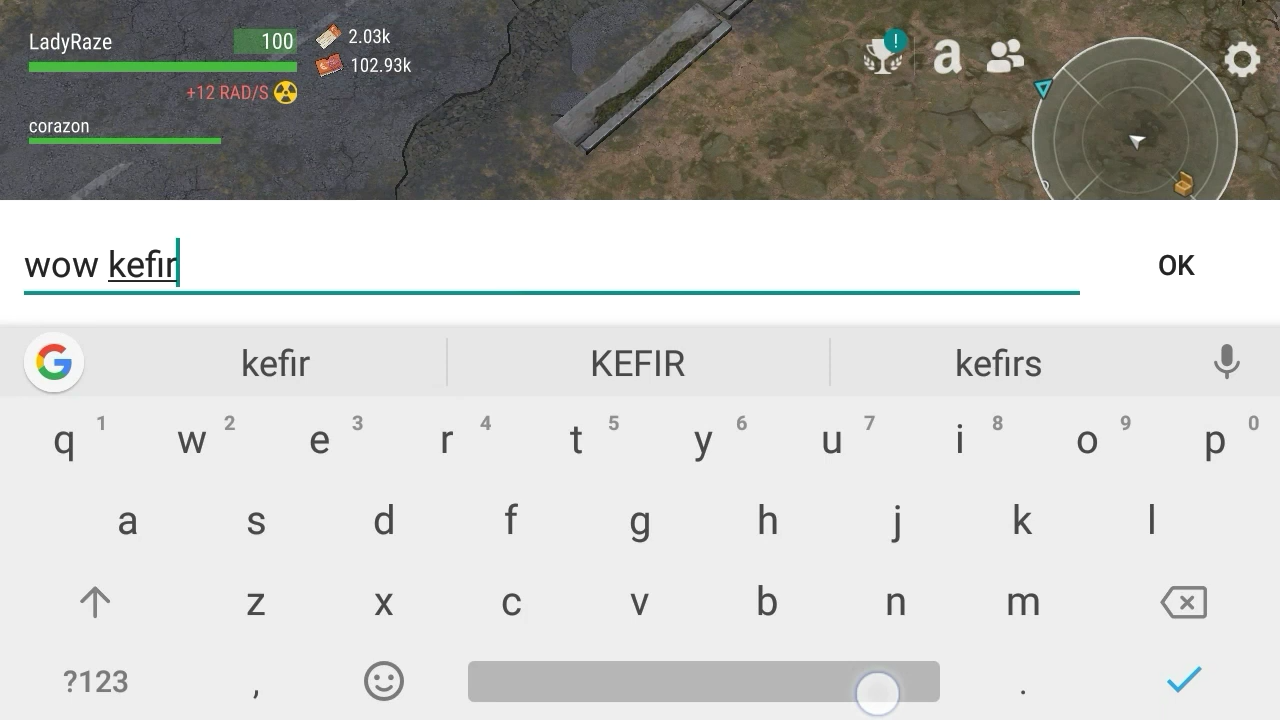 LadyRaze 100 2.03k
102.93k
+12 RAD/S
corazon
!
a
wow kefir
OK
G kefir KEFIR kefirs
q 1 w 2 e 3 r 4 t 5 y 6 u 7 i 8 o 9 p 0
a s d f g h j k l
z x c v b n m
?123 , .